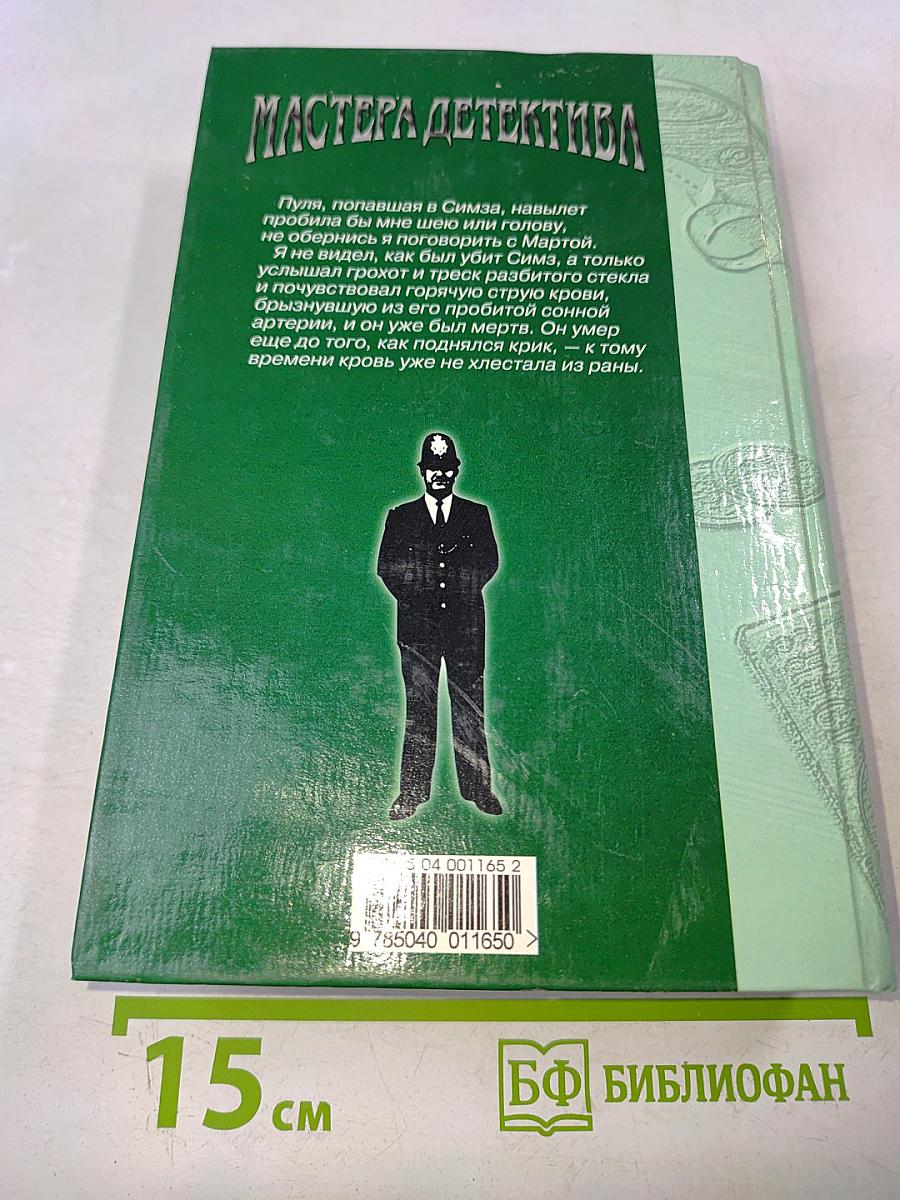 МАСТЕРА ДЕТЕКТИВА
Пуля, попавшая в Симза, навылет
пробила бы мне шею или голову,
не обернись я поговорить с Мартой.
Я не видел, как был убит Симз, а только
услышал грохот и треск разбитого стекла
и почувствовал горячую струю крови,
брызнувшую из его пробитой сонной
артерии, и он уже был мертв. Он умер
еще до того, как поднялся крик, — к тому
времени кровь уже не хлестала из раны.
5 04 001165 2
9 785040 011650 >
15 см
БФ БИБЛИОФАН